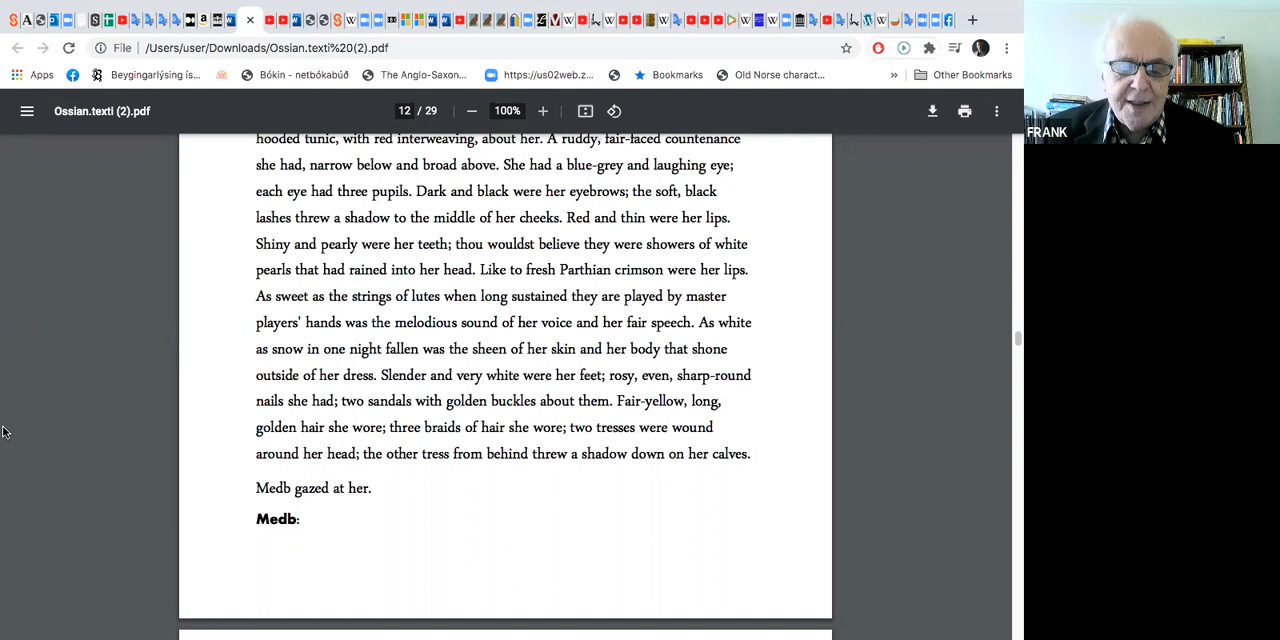 File /Users/user/Downloads/Ossian.texti%20(2).pdf
Apps Beygingarlýsing ís... Bókin - netbókabúð The Anglo-Saxon... https://us02web.z... Bookmarks Old Norse charact... » Other Bookmarks
Ossian.texti (2).pdf 12 / 29 100%
FRANK
hooded tunic, with red interweaving, about her. A ruddy, fair-faced countenance
she had, narrow below and broad above. She had a blue-grey and laughing eye;
each eye had three pupils. Dark and black were her eyebrows; the soft, black
lashes threw a shadow to the middle of her cheeks. Red and thin were her lips.
Shiny and pearly were her teeth; thou wouldst believe they were showers of white
pearls that had rained into her head. Like to fresh Parthian crimson were her lips.
As sweet as the strings of lutes when long sustained they are played by master
players' hands was the melodious sound of her voice and her fair speech. As white
as snow in one night fallen was the sheen of her skin and her body that shone
outside of her dress. Slender and very white were her feet; rosy, even, sharp-round
nails she had; two sandals with golden buckles about them. Fair-yellow, long,
golden hair she wore; three braids of hair she wore; two tresses were wound
around her head; the other tress from behind threw a shadow down on her calves.
Medb gazed at her.
Medb: